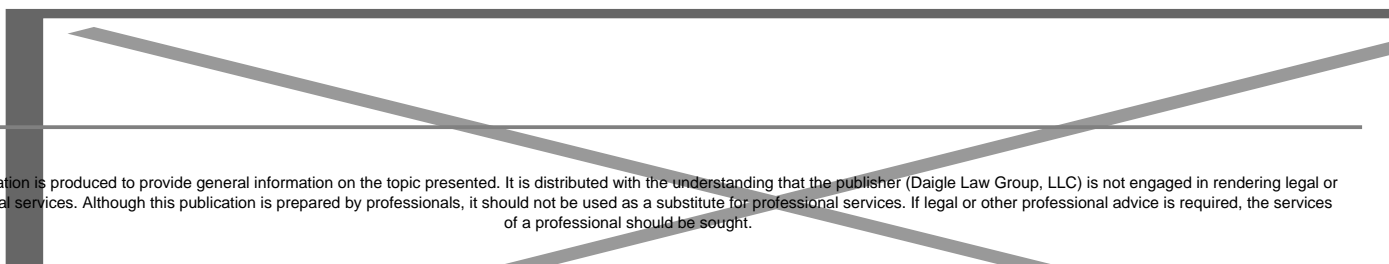 is produced to provide general information on the topic presented. It is distributed with the understanding that the publisher (Daigle Law Group, LLC) is not engaged in rendering legal or
services. Although this publication is prepared by professionals, it should not be used as a substitute for professional services. If legal or other professional advice is required, the services
of a professional should be sought.